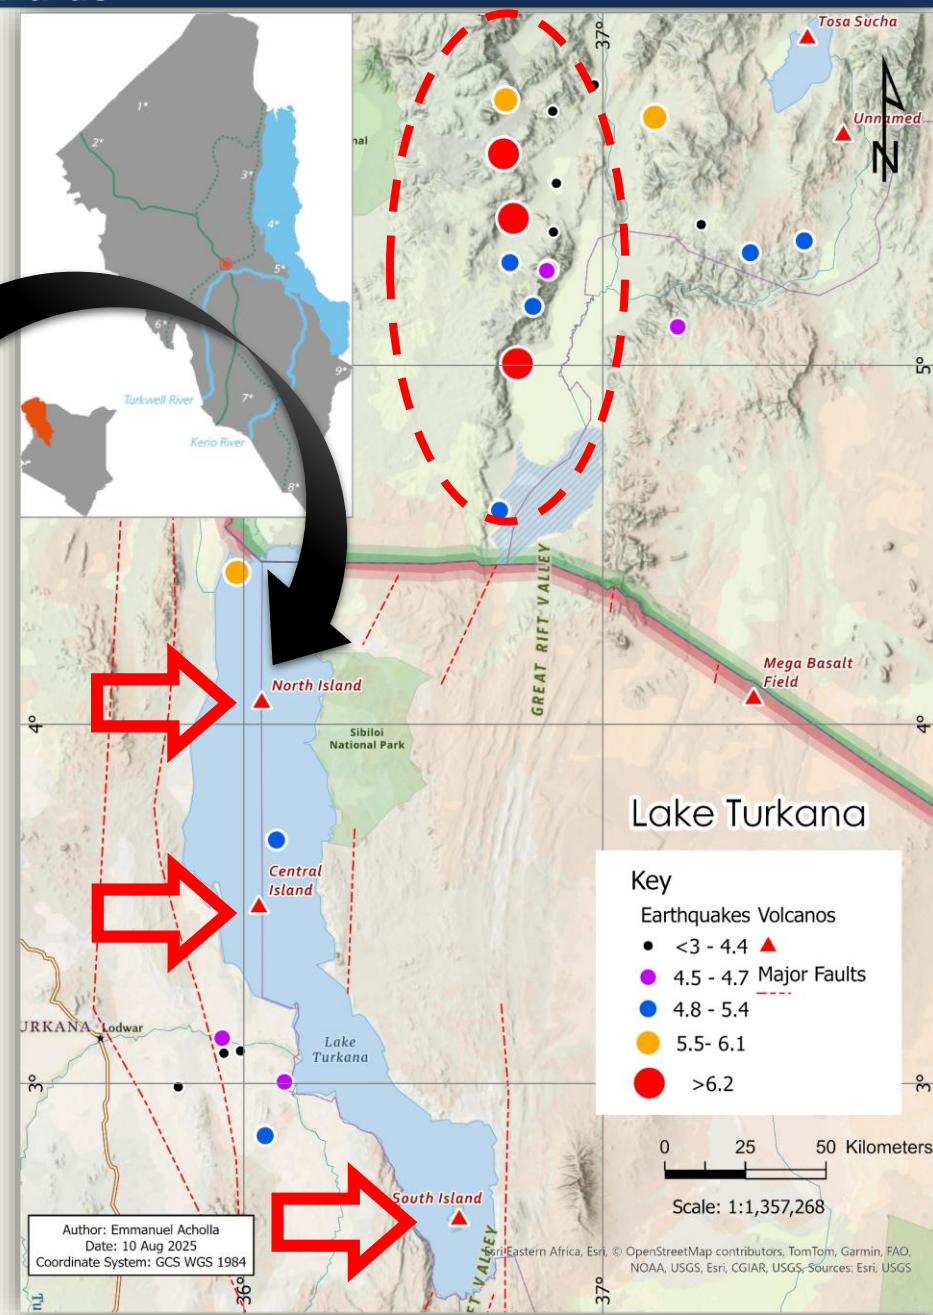 1*
2*
3*
4*
5*
6*
7*
8*
9*
Turkwell River
Kerio River
37°
Tosa Sucha
Unnamed
N
nal
5°
GREAT RIFT VALLEY
North Island
Mega Basalt
Field
4°
4°
Sibiloi
National Park
Lake Turkana
Central
Island
Key
Earthquakes Volcanos
<3 - 4.4
4.5 - 4.7 Major Faults
4.8 - 5.4
5.5- 6.1
>6.2
URKANA
Lodwar
Lake
Turkana
3°
3°
0 25 50 Kilometers
Scale: 1:1,357,268
South Island
Author: Emmanuel Acholla
Date: 10 Aug 2025
Coordinate System: GCS WGS 1984
FT VALLEY
Esri Eastern Africa, Esri, © OpenStreetMap contributors, TomTom, Garmin, FAO,
NOAA, USGS, Esri, CGIAR, USGS, Sources: Esri, USGS
36°
37°